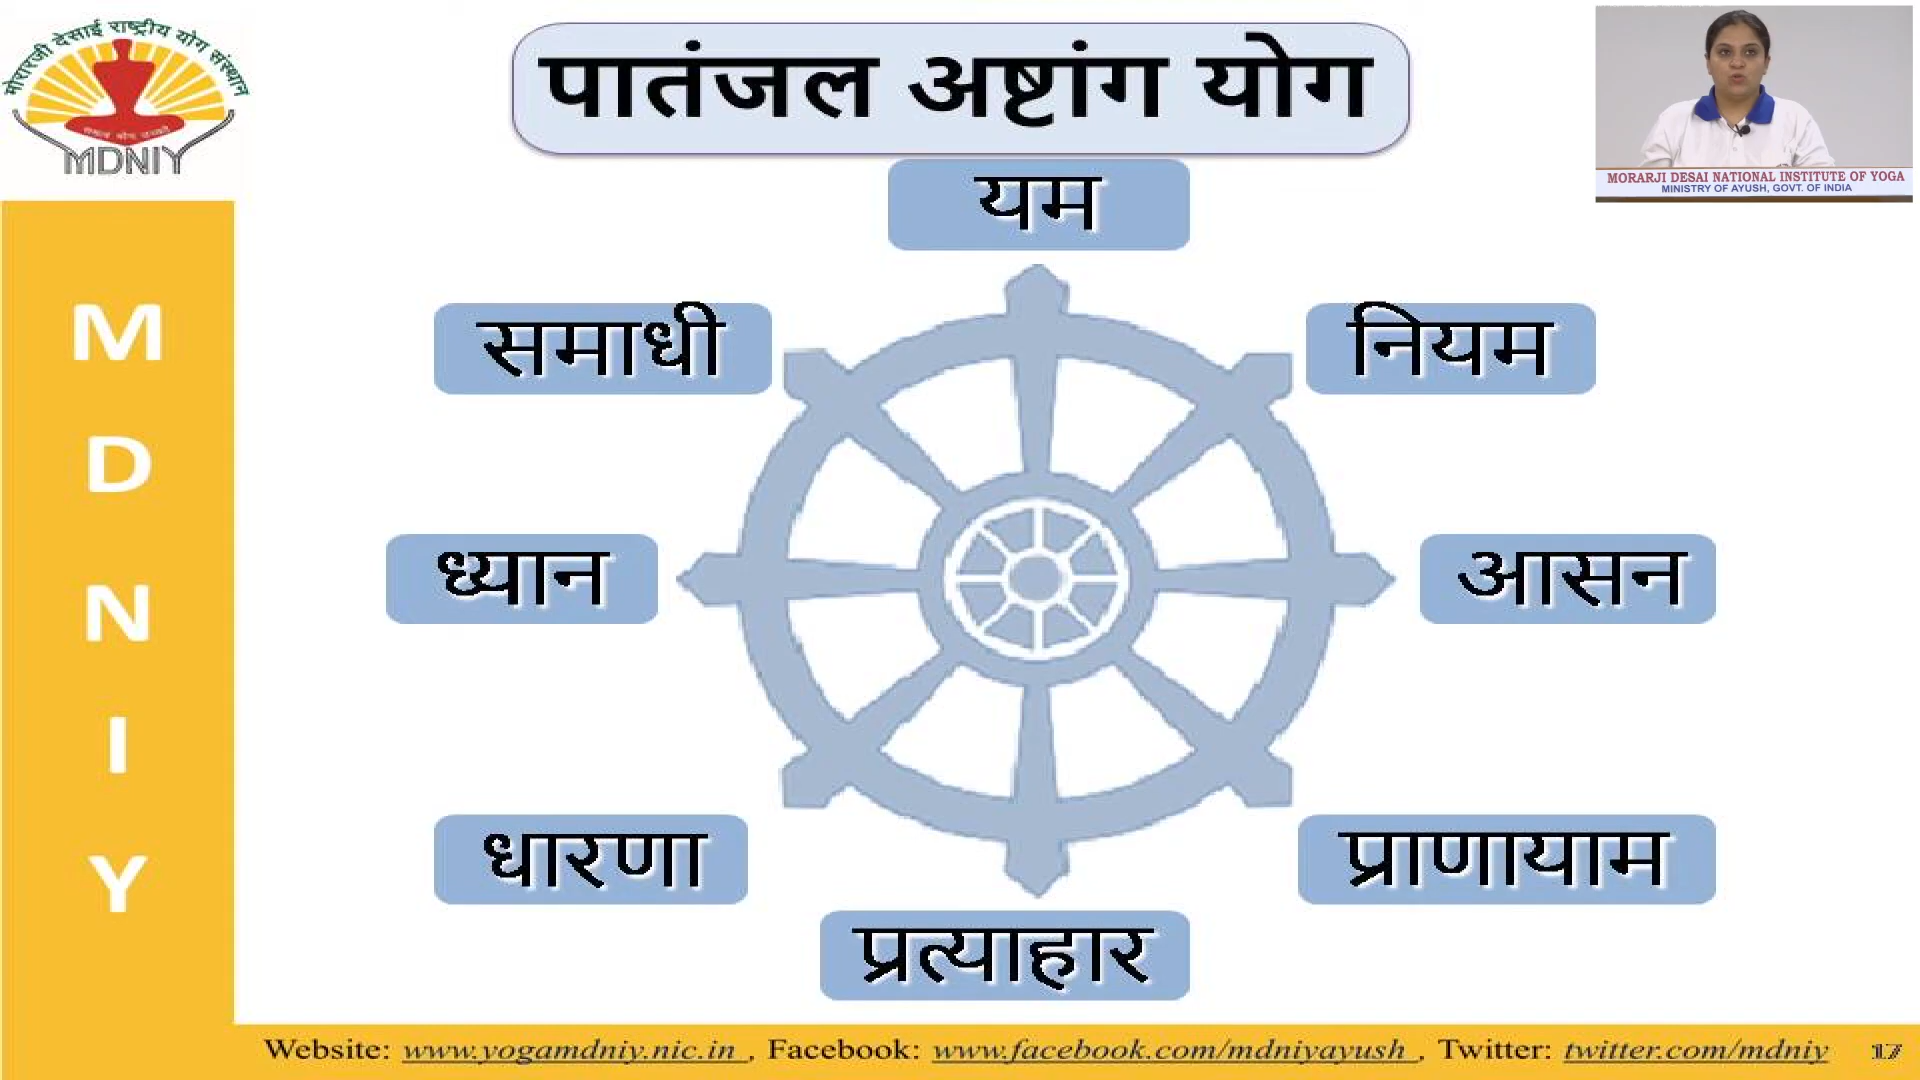 मोरारजी देसाई राष्ट्रीय योग संस्थान
MDNIY
पातंजल अष्टांग योग
MORARJI DESAI NATIONAL INSTITUTE OF YOGA
MINISTRY OF AYUSH, GOVT. OF INDIA
यम
समाधी
नियम
ध्यान
आसन
धारणा
प्राणायाम
प्रत्याहार
M
D
N
I
Y
Website: www.yogamdniy.nic.in , Facebook: www.facebook.com/mdniyayush , Twitter: twitter.com/mdniy 17